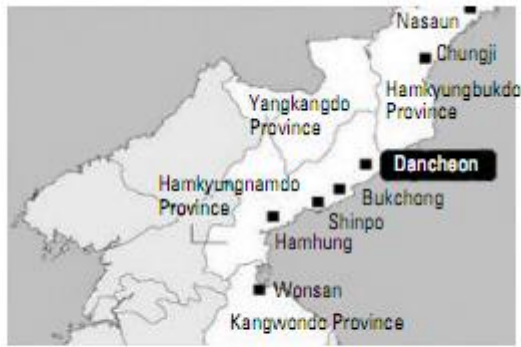 Nasaun
Chungji
Hamkyungbukdo
Province
Yangkangdo
Province
Dancheon
Hamkyungnamdo
Province
Bukchong
Shinpo
Hamhung
Wonsan
Kangwondo Province